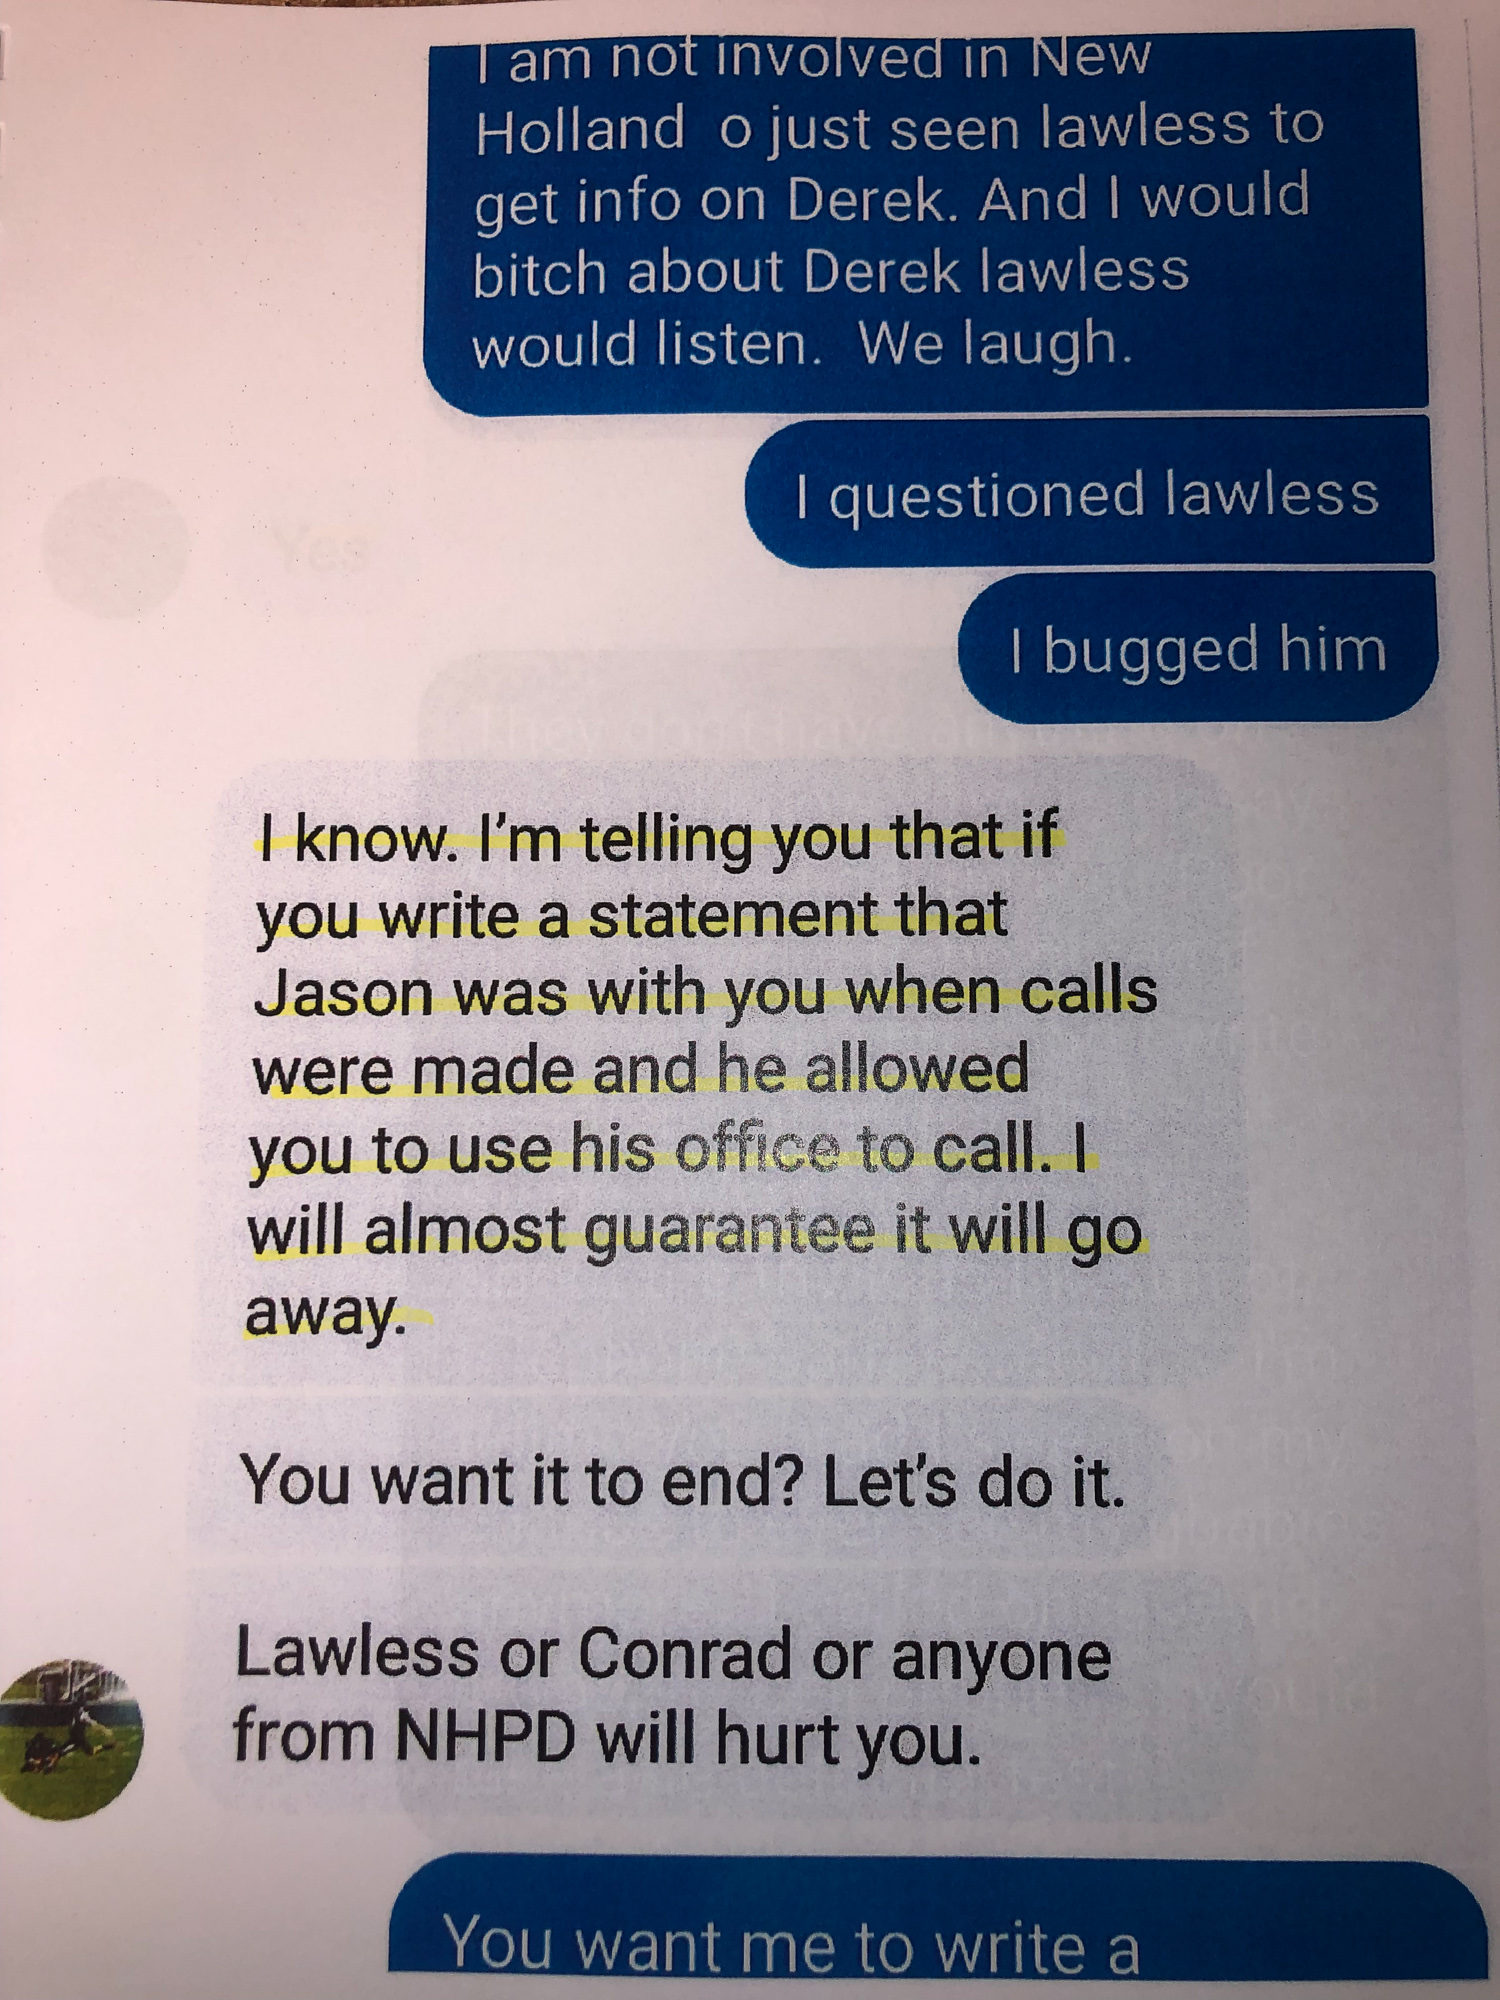 I am not involved in New
Holland  o just seen lawless to
get info on Derek. And I would
bitch about Derek lawless
would listen.  We laugh.
I questioned lawless
Yes
I bugged him
They don't have
I know. I'm telling you that if
you write a statement that
Jason was with you when calls
were made and he allowed
you to use his office to call. I
will almost guarantee it will go
away.
You want it to end? Let's do it.
Lawless or Conrad or anyone
from NHPD will hurt you.
You want me to write a